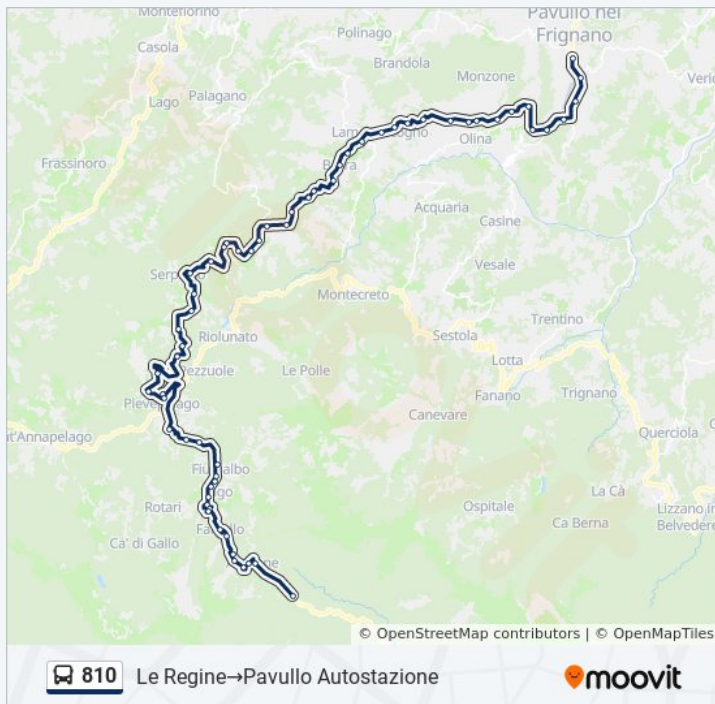 Montefiorino
Pavullo nel
Frignano
Polinago
Casola
Brandola
Monzone
Lago
Palagano
Olina
Frassinoro
Acquaria
Casine
Vesale
Montecreto
Trentino
Riolunato
Sestola
Le Polle
Lotta
Fanano
Trignano
Canevare
Querciola
La Cà
Rotari
Ospitale
Lizzano in
Belvedere
Ca' di Gallo
Ca Berna
© OpenStreetMap contributors | © OpenMapTiles
810 Le Regine→Pavullo Autostazione
moovit